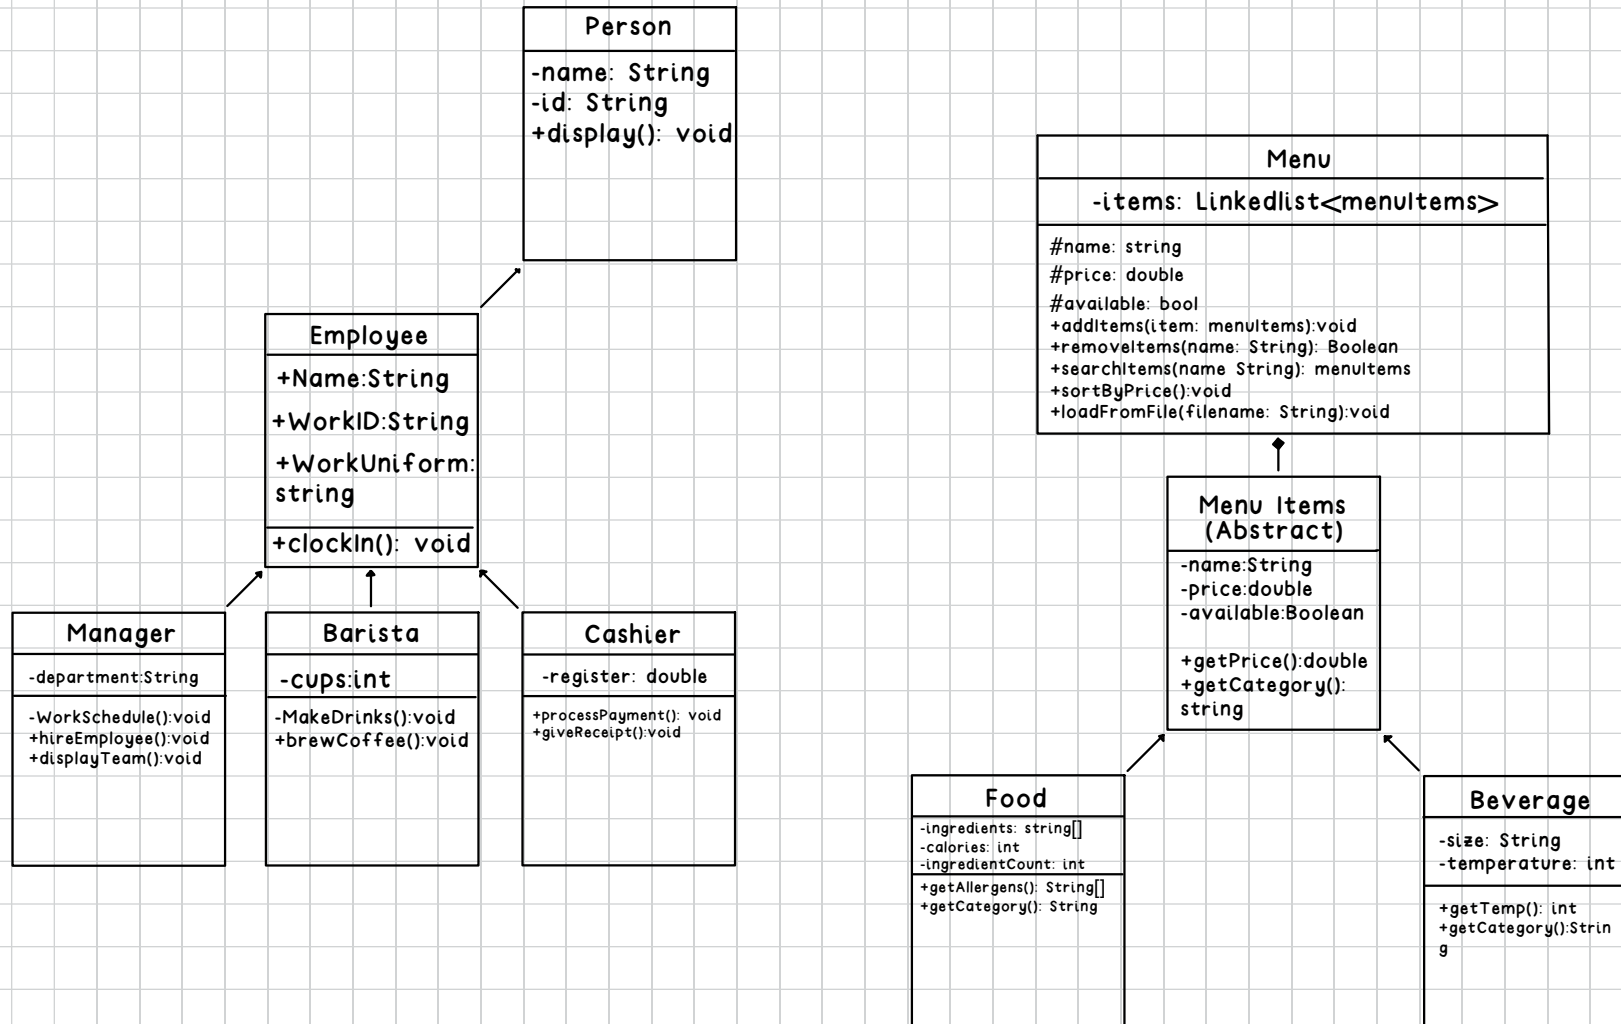 Person
-name: String
-id: String
+display(): void
Employee
+Name:String
+WorkID:String
+WorkUniform:
string
+clockIn(): void
Manager
-department:String
-WorkSchedule():void
+hireEmployee():void
+displayTeam():void
Barista
-cups:int
-MakeDrinks():void
+brewCoffee():void
Cashier
-register: double
+processPayment(): void
+giveReceipt():void
Menu
-items: Linkedlist<menuItems>
#name: string
#price: double
#available: bool
+addItems(item: menuItems):void
+removeItems(name: String): Boolean
+searchItems(name String): menuItems
+sortByPrice():void
+loadFromFile(filename: String):void
Menu Items
(Abstract)
-name:String
-price:double
-available:Boolean
+getPrice():double
+getCategory():
string
Food
-ingredients: string[]
-calories: int
-ingredientCount: int
+getAllergens(): String[]
+getCategory(): String
Beverage
-size: String
-temperature: int
+getTemp(): int
+getCategory():Strin
g